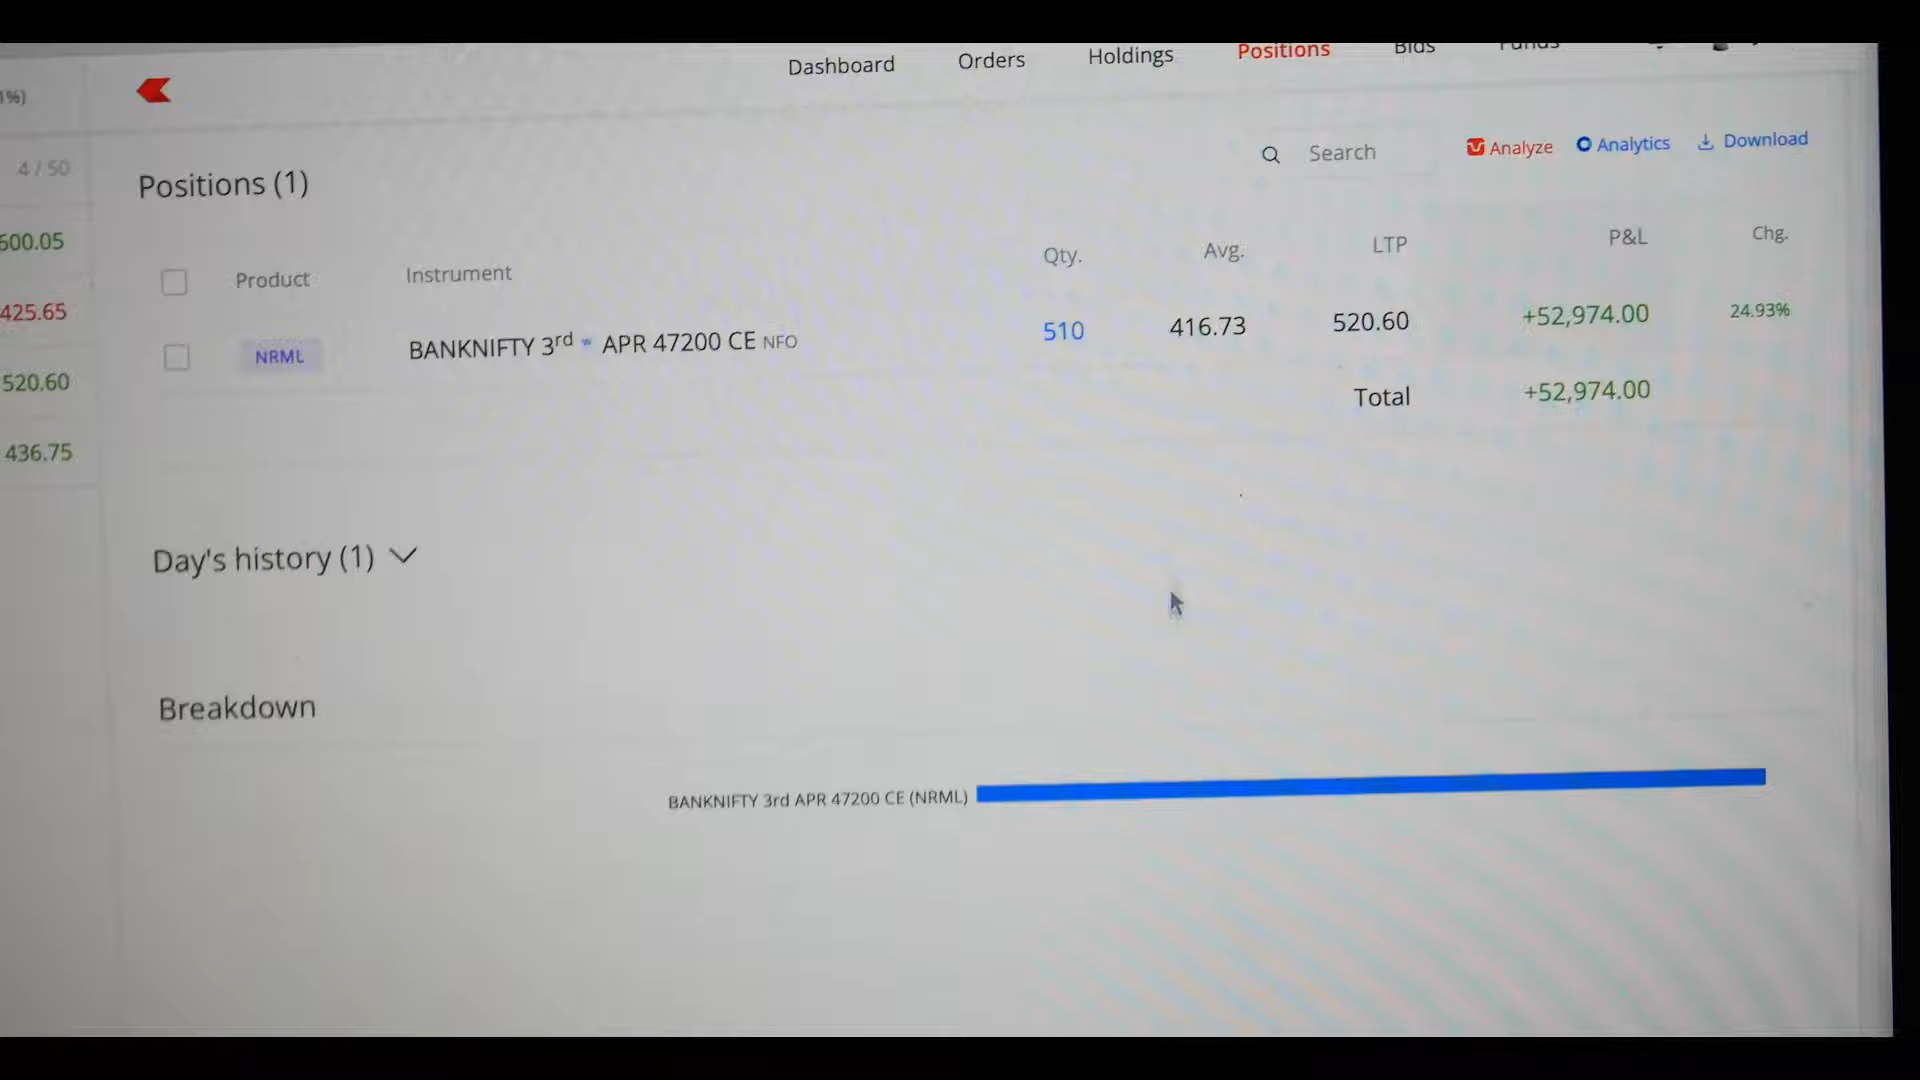 Dashboard Orders Holdings Positions Bids Funds
1%)
4 / 50
Positions (1)
Search Analyze Analytics Download
600.05
Product Instrument Qty. Avg. LTP P&L Chg.
425.65
NRML BANKNIFTY 3rd w APR 47200 CE NFO 510 416.73 520.60 +52,974.00 24.93%
520.60
Total +52,974.00
436.75
Day's history (1)
Breakdown
BANKNIFTY 3rd APR 47200 CE (NRML)